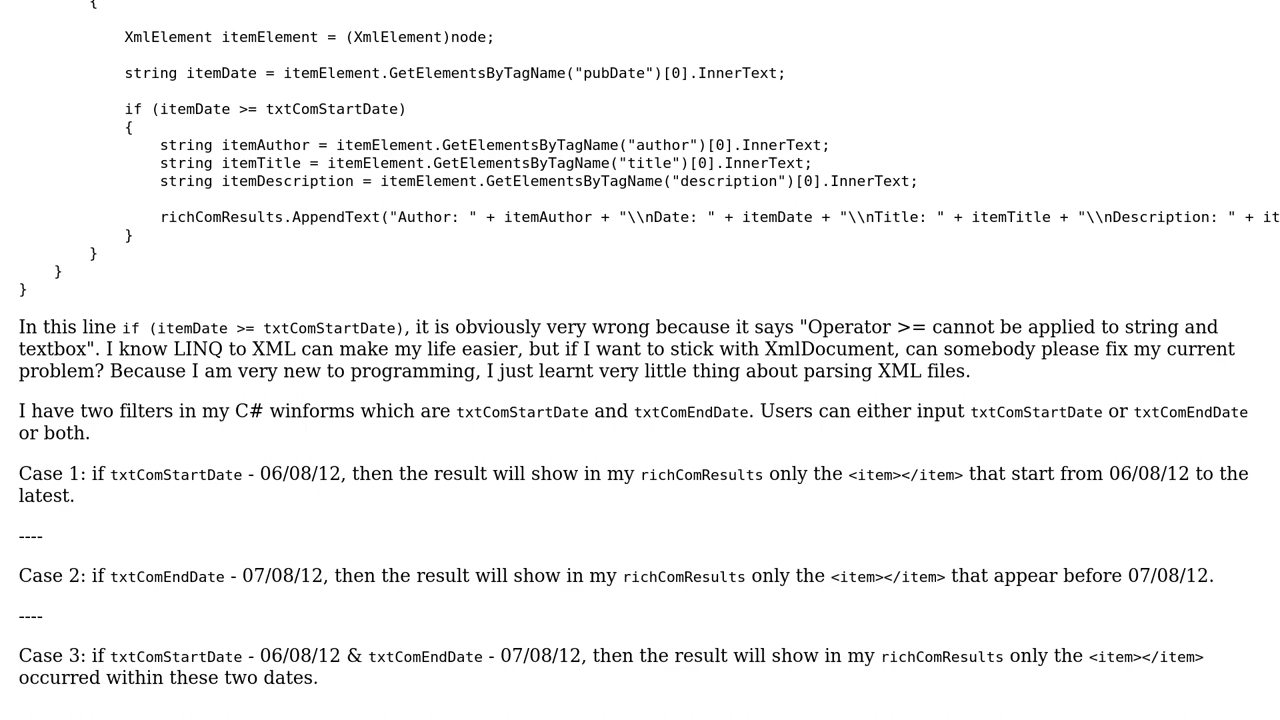 {
XmlElement itemElement = (XmlElement)node;
string itemDate = itemElement.GetElementsByTagName("pubDate")[0].InnerText;
if (itemDate >= txtComStartDate)
{
string itemAuthor = itemElement.GetElementsByTagName("author")[0].InnerText;
string itemTitle = itemElement.GetElementsByTagName("title")[0].InnerText;
string itemDescription = itemElement.GetElementsByTagName("description")[0].InnerText;
richComResults.AppendText("Author: " + itemAuthor + "\\nDate: " + itemDate + "\\nTitle: " + itemTitle + "\\nDescription: " + it
}
}
}
}
In this line if (itemDate >= txtComStartDate), it is obviously very wrong because it says "Operator >= cannot be applied to string and
textbox". I know LINQ to XML can make my life easier, but if I want to stick with XmlDocument, can somebody please fix my current
problem? Because I am very new to programming, I just learnt very little thing about parsing XML files.
I have two filters in my C# winforms which are txtComStartDate and txtComEndDate. Users can either input txtComStartDate or txtComEndDate
or both.
Case 1: if txtComStartDate - 06/08/12, then the result will show in my richComResults only the <item></item> that start from 06/08/12 to the
latest.
----
Case 2: if txtComEndDate - 07/08/12, then the result will show in my richComResults only the <item></item> that appear before 07/08/12.
----
Case 3: if txtComStartDate - 06/08/12 & txtComEndDate - 07/08/12, then the result will show in my richComResults only the <item></item>
occurred within these two dates.